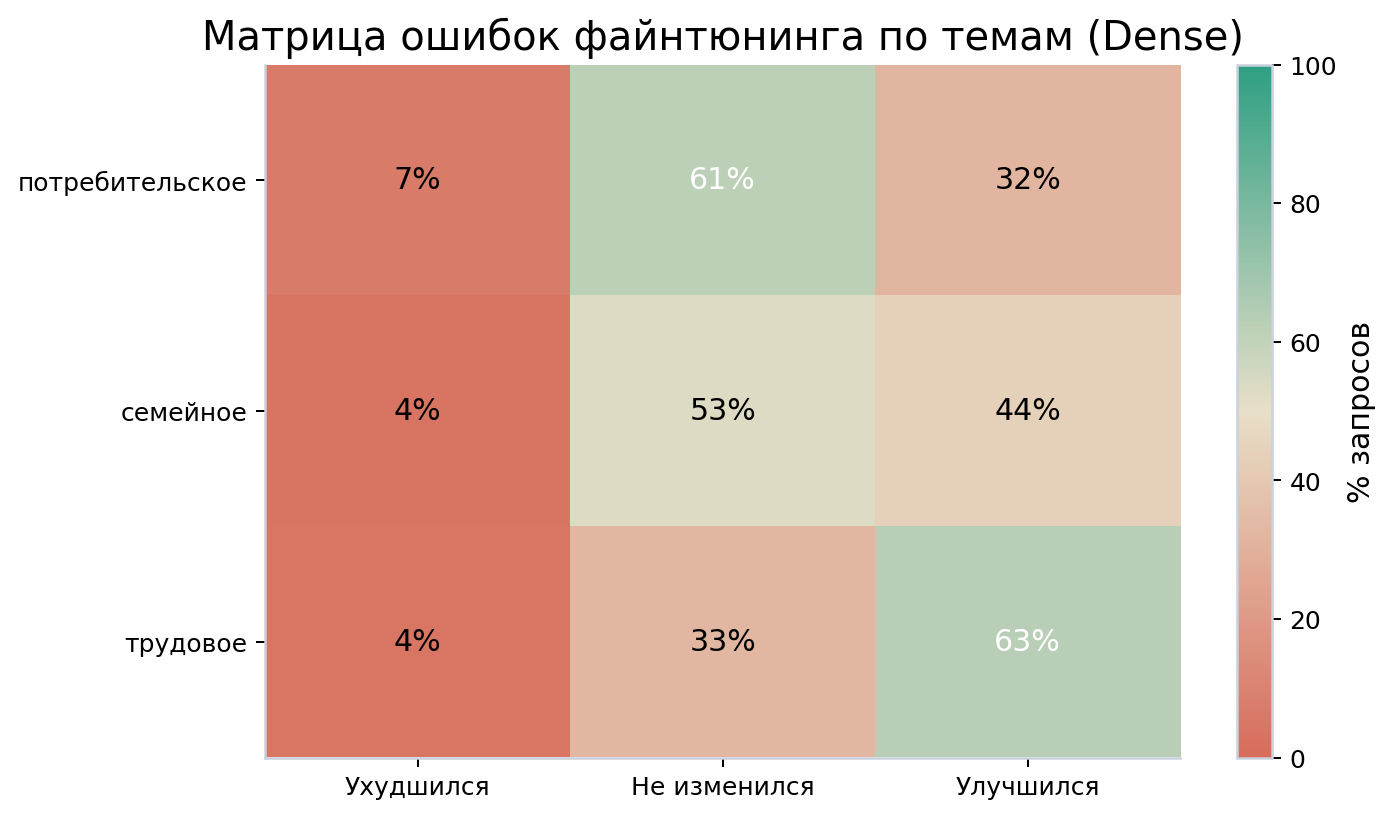 Матрица ошибок файнтюнинга по темам (Dense)
потребительское
7%
61%
32%
семейное
4%
53%
44%
трудовое
4%
33%
63%
Ухудшился
Не изменился
Улучшился
100
80
60
40
20
0
% запросов